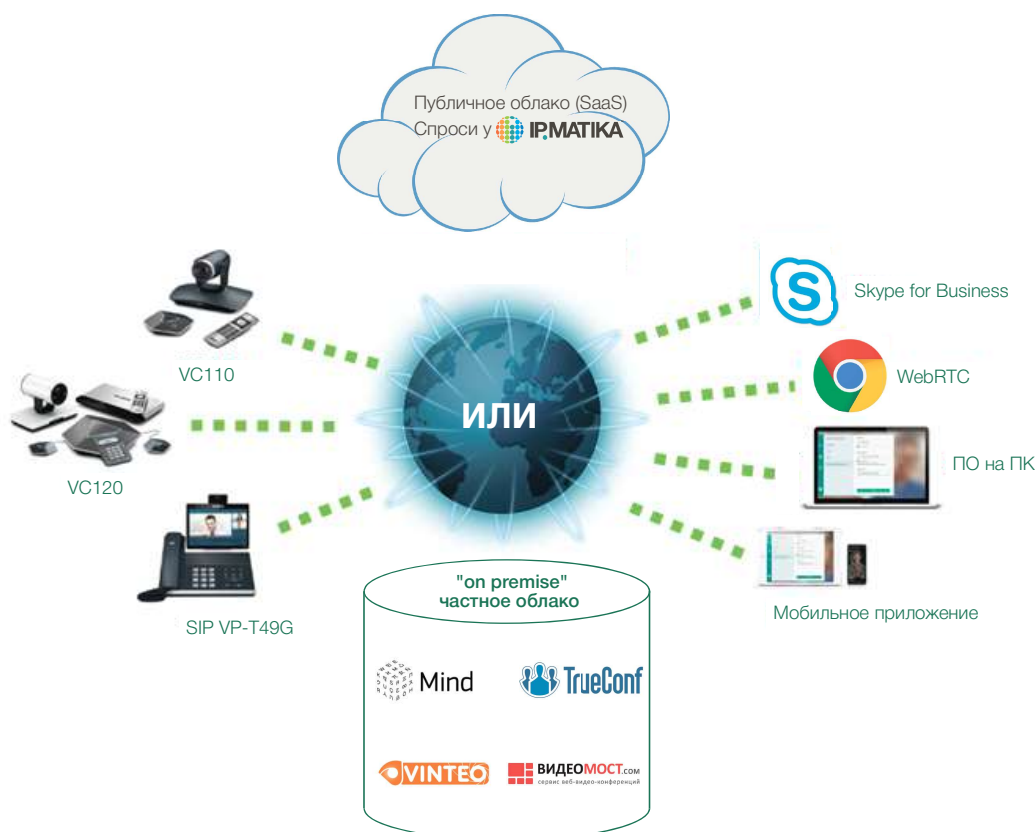 Публичное облако (SaaS)
Спроси у IP.MATIKA
VC110
VC120
SIP VP-T49G
ИЛИ
Skype for Business
WebRTC
ПО на ПК
Мобильное приложение
"on premise"
частное облако
Mind
TrueConf
VINTEO
ВИДЕОМОСТ.com
сервис веб-видео-конференций